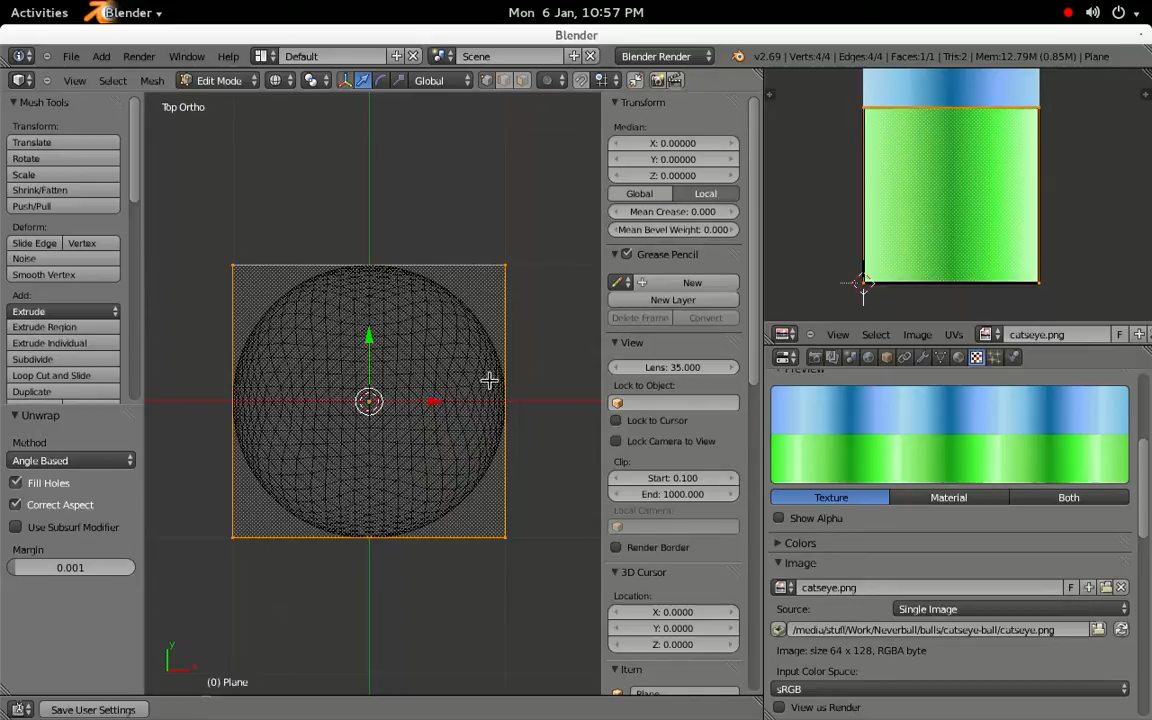 Activities Blender Mon 6 Jan, 10:57 PM
Blender
File Add Render Window Help Default Scene Blender Render v2.69 | Verts:4/4 | Edges:4/4 | Faces:1/1 | Tris:2 | Mem:12.79M (0.85M) | Plane
View Select Mesh Edit Mode Global
Mesh Tools
Transform:
Translate
Rotate
Scale
Shrink/Fatten
Push/Pull
Deform:
Slide Edge Vertex
Noise
Smooth Vertex
Add:
Extrude
Extrude Region
Extrude Individual
Subdivide
Loop Cut and Slide
Duplicate
Unwrap
Method
Angle Based
Fill Holes
Correct Aspect
Use Subsurf Modifier
Margin
0.001
Top Ortho
y
x
(0) Plane
Transform
Median:
X: 0.00000
Y: 0.00000
Z: 0.00000
Global Local
Mean Crease: 0.000
Mean Bevel Weight: 0.000
Grease Pencil
New
New Layer
Delete Frame Convert
View
Lens: 35.000
Lock to Object:
Lock to Cursor
Lock Camera to View
Clip:
Start: 0.100
End: 1000.000
Local Camera:
Render Border
3D Cursor
Location:
X: 0.0000
Y: 0.0000
Z: 0.0000
Item
Plane
View Select Image UVs catseye.png F
Preview
Texture Material Both
Show Alpha
Colors
Image
catseye.png F
Source: Single Image
/media/stuff/Work/Neverball/balls/catseye-ball/catseye.png
Image: size 64 x 128, RGBA byte
Input Color Space:
sRGB
View as Render
Save User Settings